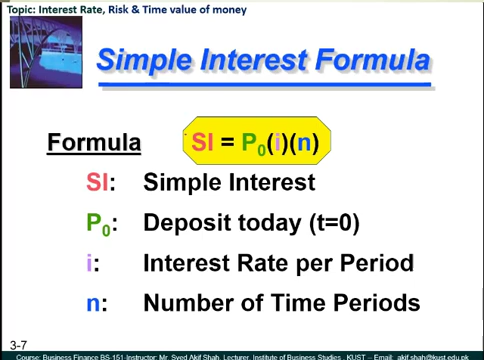 Topic: Interest Rate, Risk & Time value of money
Simple Interest Formula
Formula SI = P0(i)(n)
SI: Simple Interest
P0: Deposit today (t=0)
i: Interest Rate per Period
n: Number of Time Periods
3-7
Course: Business Finance BS-151-Instructor: Mr. Syed Akif Shah, Lecturer, Institute of Business Studies , KUST – Email: akif.shah@kust.edu.pk